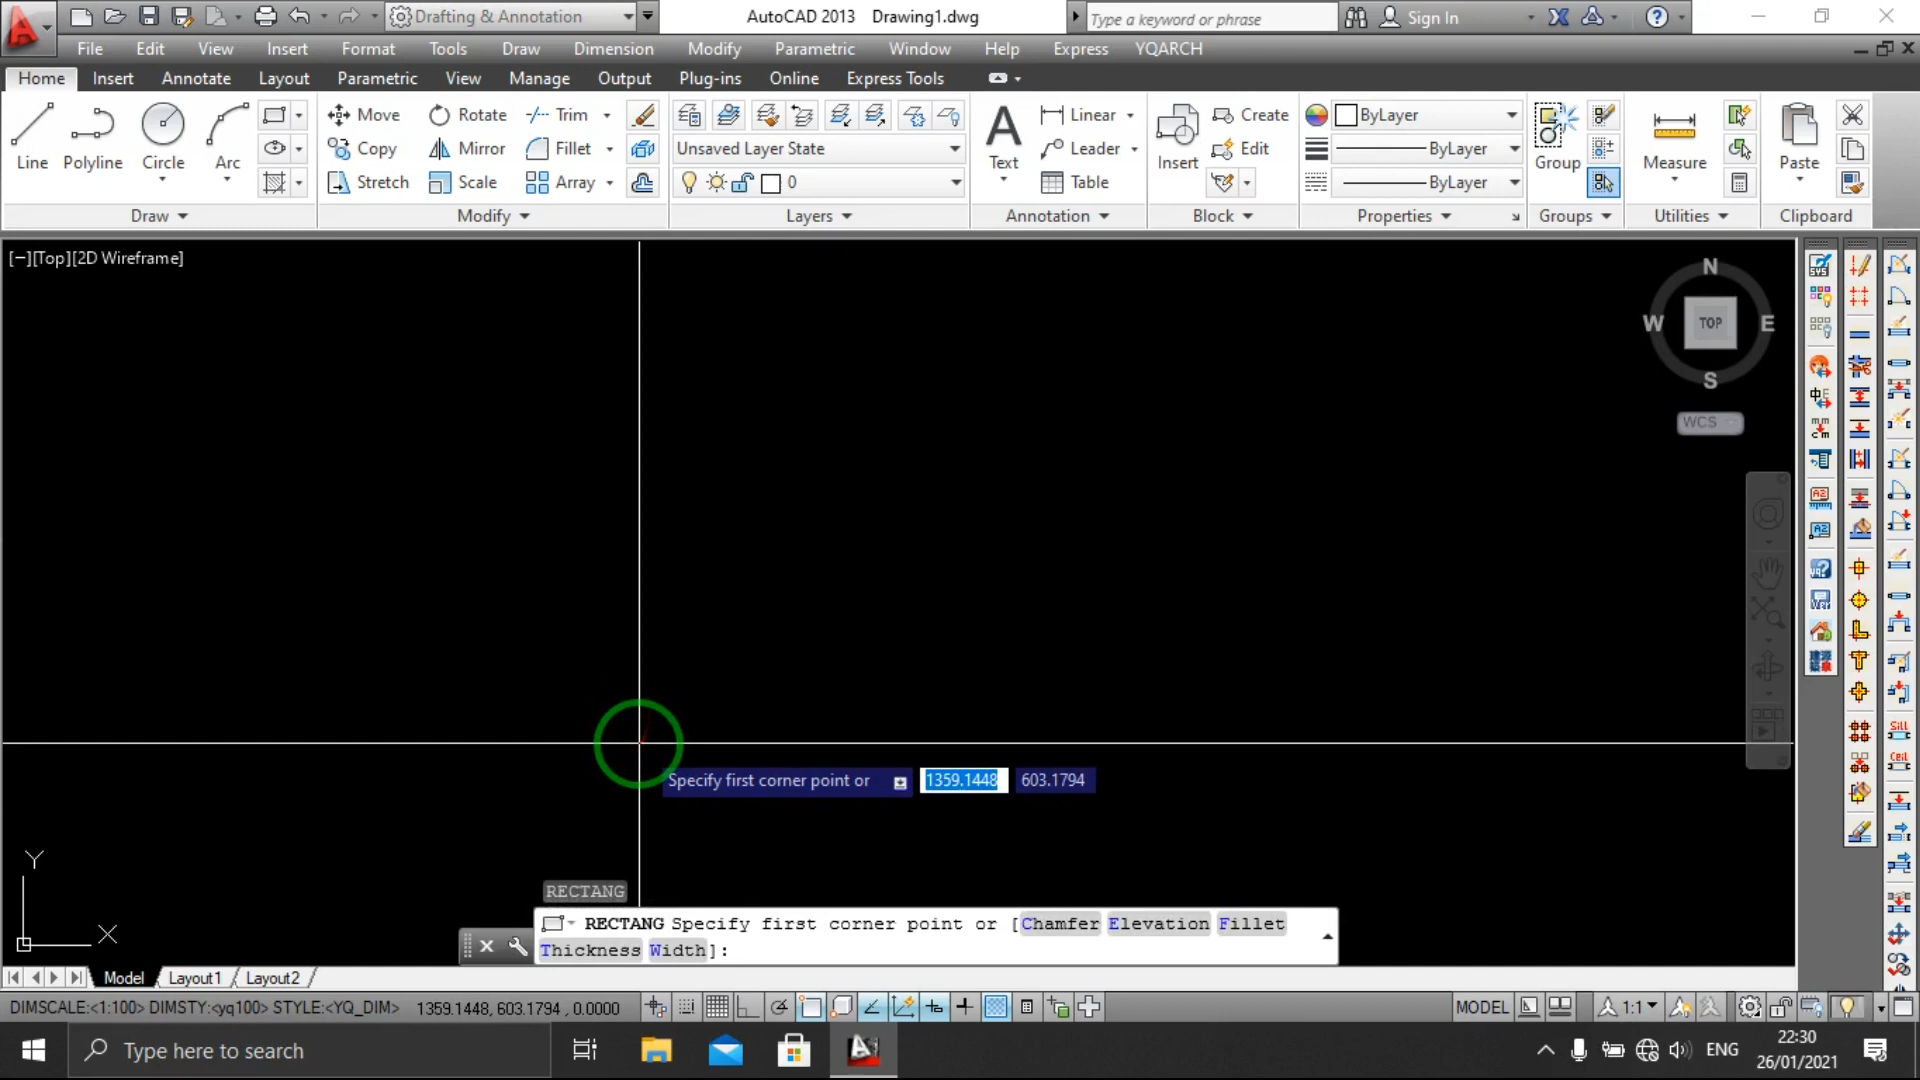 Drafting & Annotation
AutoCAD 2013 Drawing1.dwg
Type a keyword or phrase
Sign In
File Edit View Insert Format Tools Draw Dimension Modify Parametric Window Help Express YQARCH
Home Insert Annotate Layout Parametric View Manage Output Plug-ins Online Express Tools
Move Rotate Trim
Linear
Create
ByLayer
Copy Mirror Fillet
Unsaved Layer State
Leader
Edit
ByLayer
Line Polyline Circle Arc
Text
Insert
Group
Measure
Paste
Stretch Scale Array
0
Table
ByLayer
Draw Modify Layers Annotation Block Properties Groups Utilities Clipboard
[−][Top][2D Wireframe]
N
W TOP E
S
WCS
Specify first corner point or 1359.1448 603.1794
Y
X
RECTANG
RECTANG Specify first corner point or [Chamfer Elevation Fillet
Thickness Width]:
Model Layout1 Layout2
DIMSCALE:<1:100> DIMSTY:<yq100> STYLE:<YQ_DIM> 1359.1448, 603.1794 , 0.0000
MODEL
1:1
Type here to search
ENG
22:30
26/01/2021
SYS
Sill